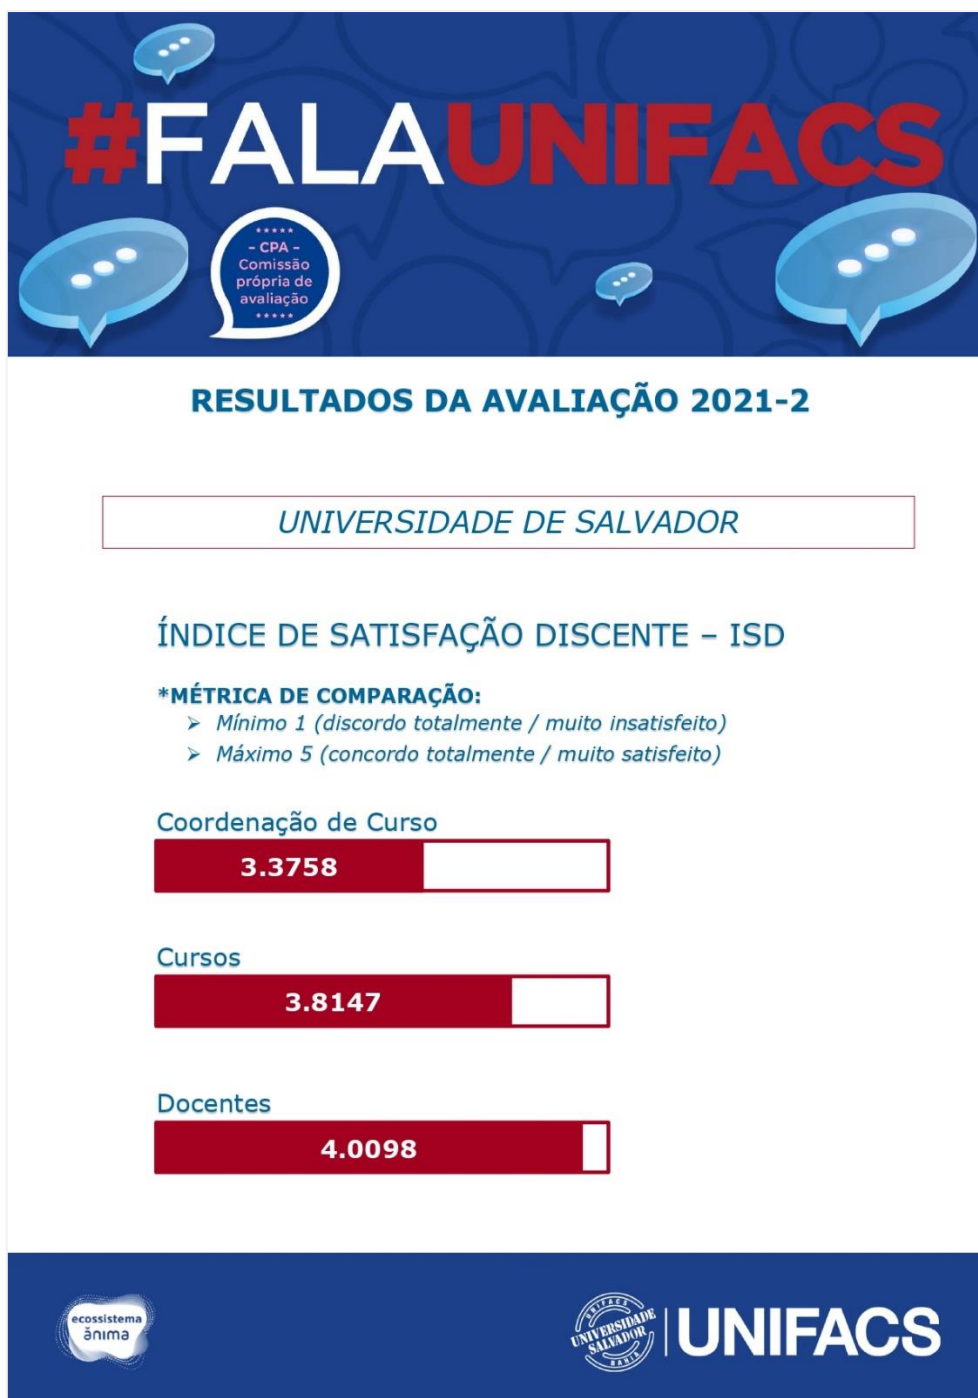 #FALAUNIFACS
*****
- CPA -
Comissão
própria de
avaliação
*****
RESULTADOS DA AVALIAÇÃO 2021-2
UNIVERSIDADE DE SALVADOR
ÍNDICE DE SATISFAÇÃO DISCENTE – ISD
*MÉTRICA DE COMPARAÇÃO:
➢ Mínimo 1 (discordo totalmente / muito insatisfeito)
➢ Máximo 5 (concordo totalmente / muito satisfeito)
Coordenação de Curso
3.3758
Cursos
3.8147
Docentes
4.0098
ecossistema
ănıma
UNIFACS
UNIVERSIDADE
SALVADOR
BAHIA
UNIFACS